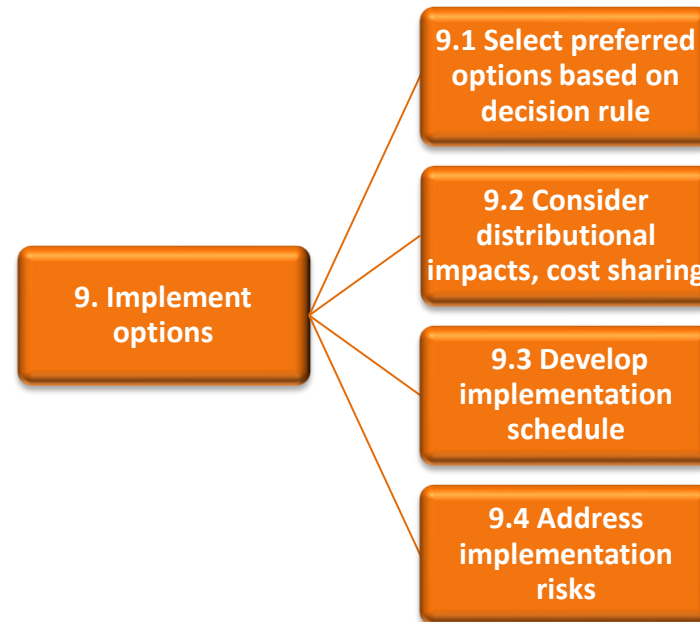 9. Implement
options
9.1 Select preferred
options based on
decision rule
9.2 Consider
distributional
impacts, cost sharing
9.3 Develop
implementation
schedule
9.4 Address
implementation
risks